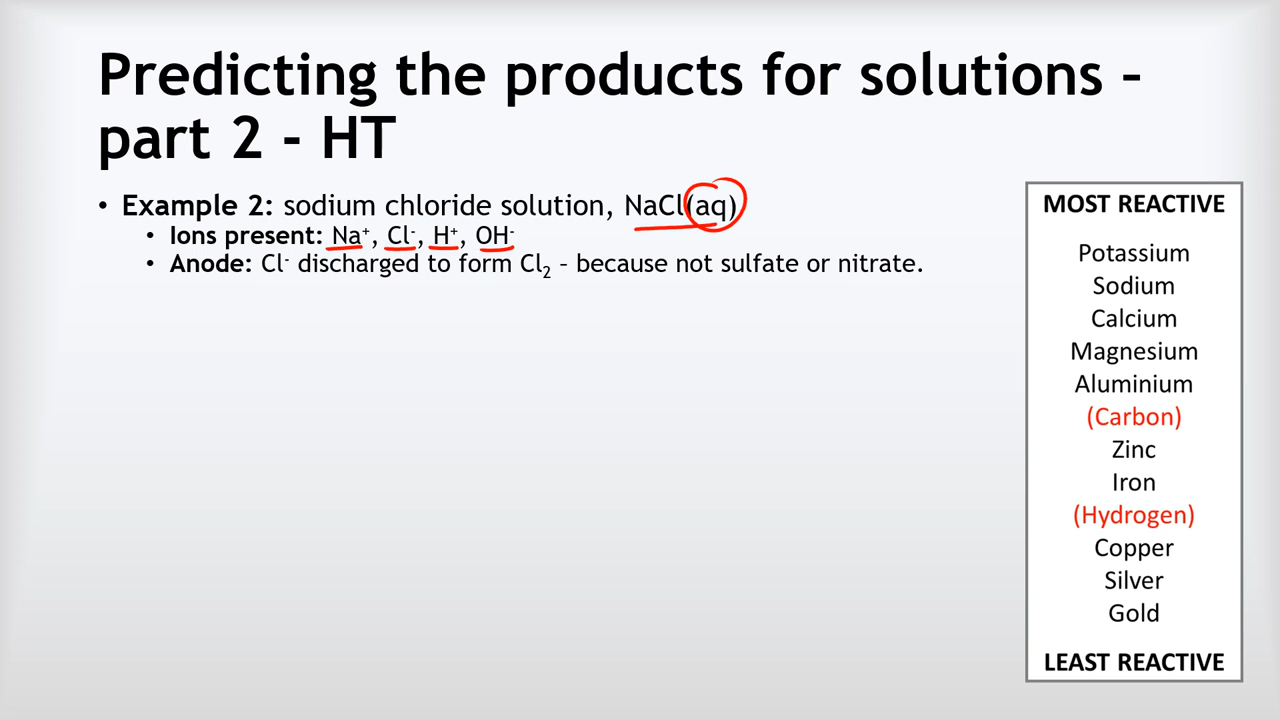 Predicting the products for solutions –
part 2 - HT
• Example 2: sodium chloride solution, NaCl(aq)
• Ions present: Na⁺, Cl⁻, H⁺, OH⁻
• Anode: Cl⁻ discharged to form Cl₂ – because not sulfate or nitrate.
MOST REACTIVE
Potassium
Sodium
Calcium
Magnesium
Aluminium
(Carbon)
Zinc
Iron
(Hydrogen)
Copper
Silver
Gold
LEAST REACTIVE